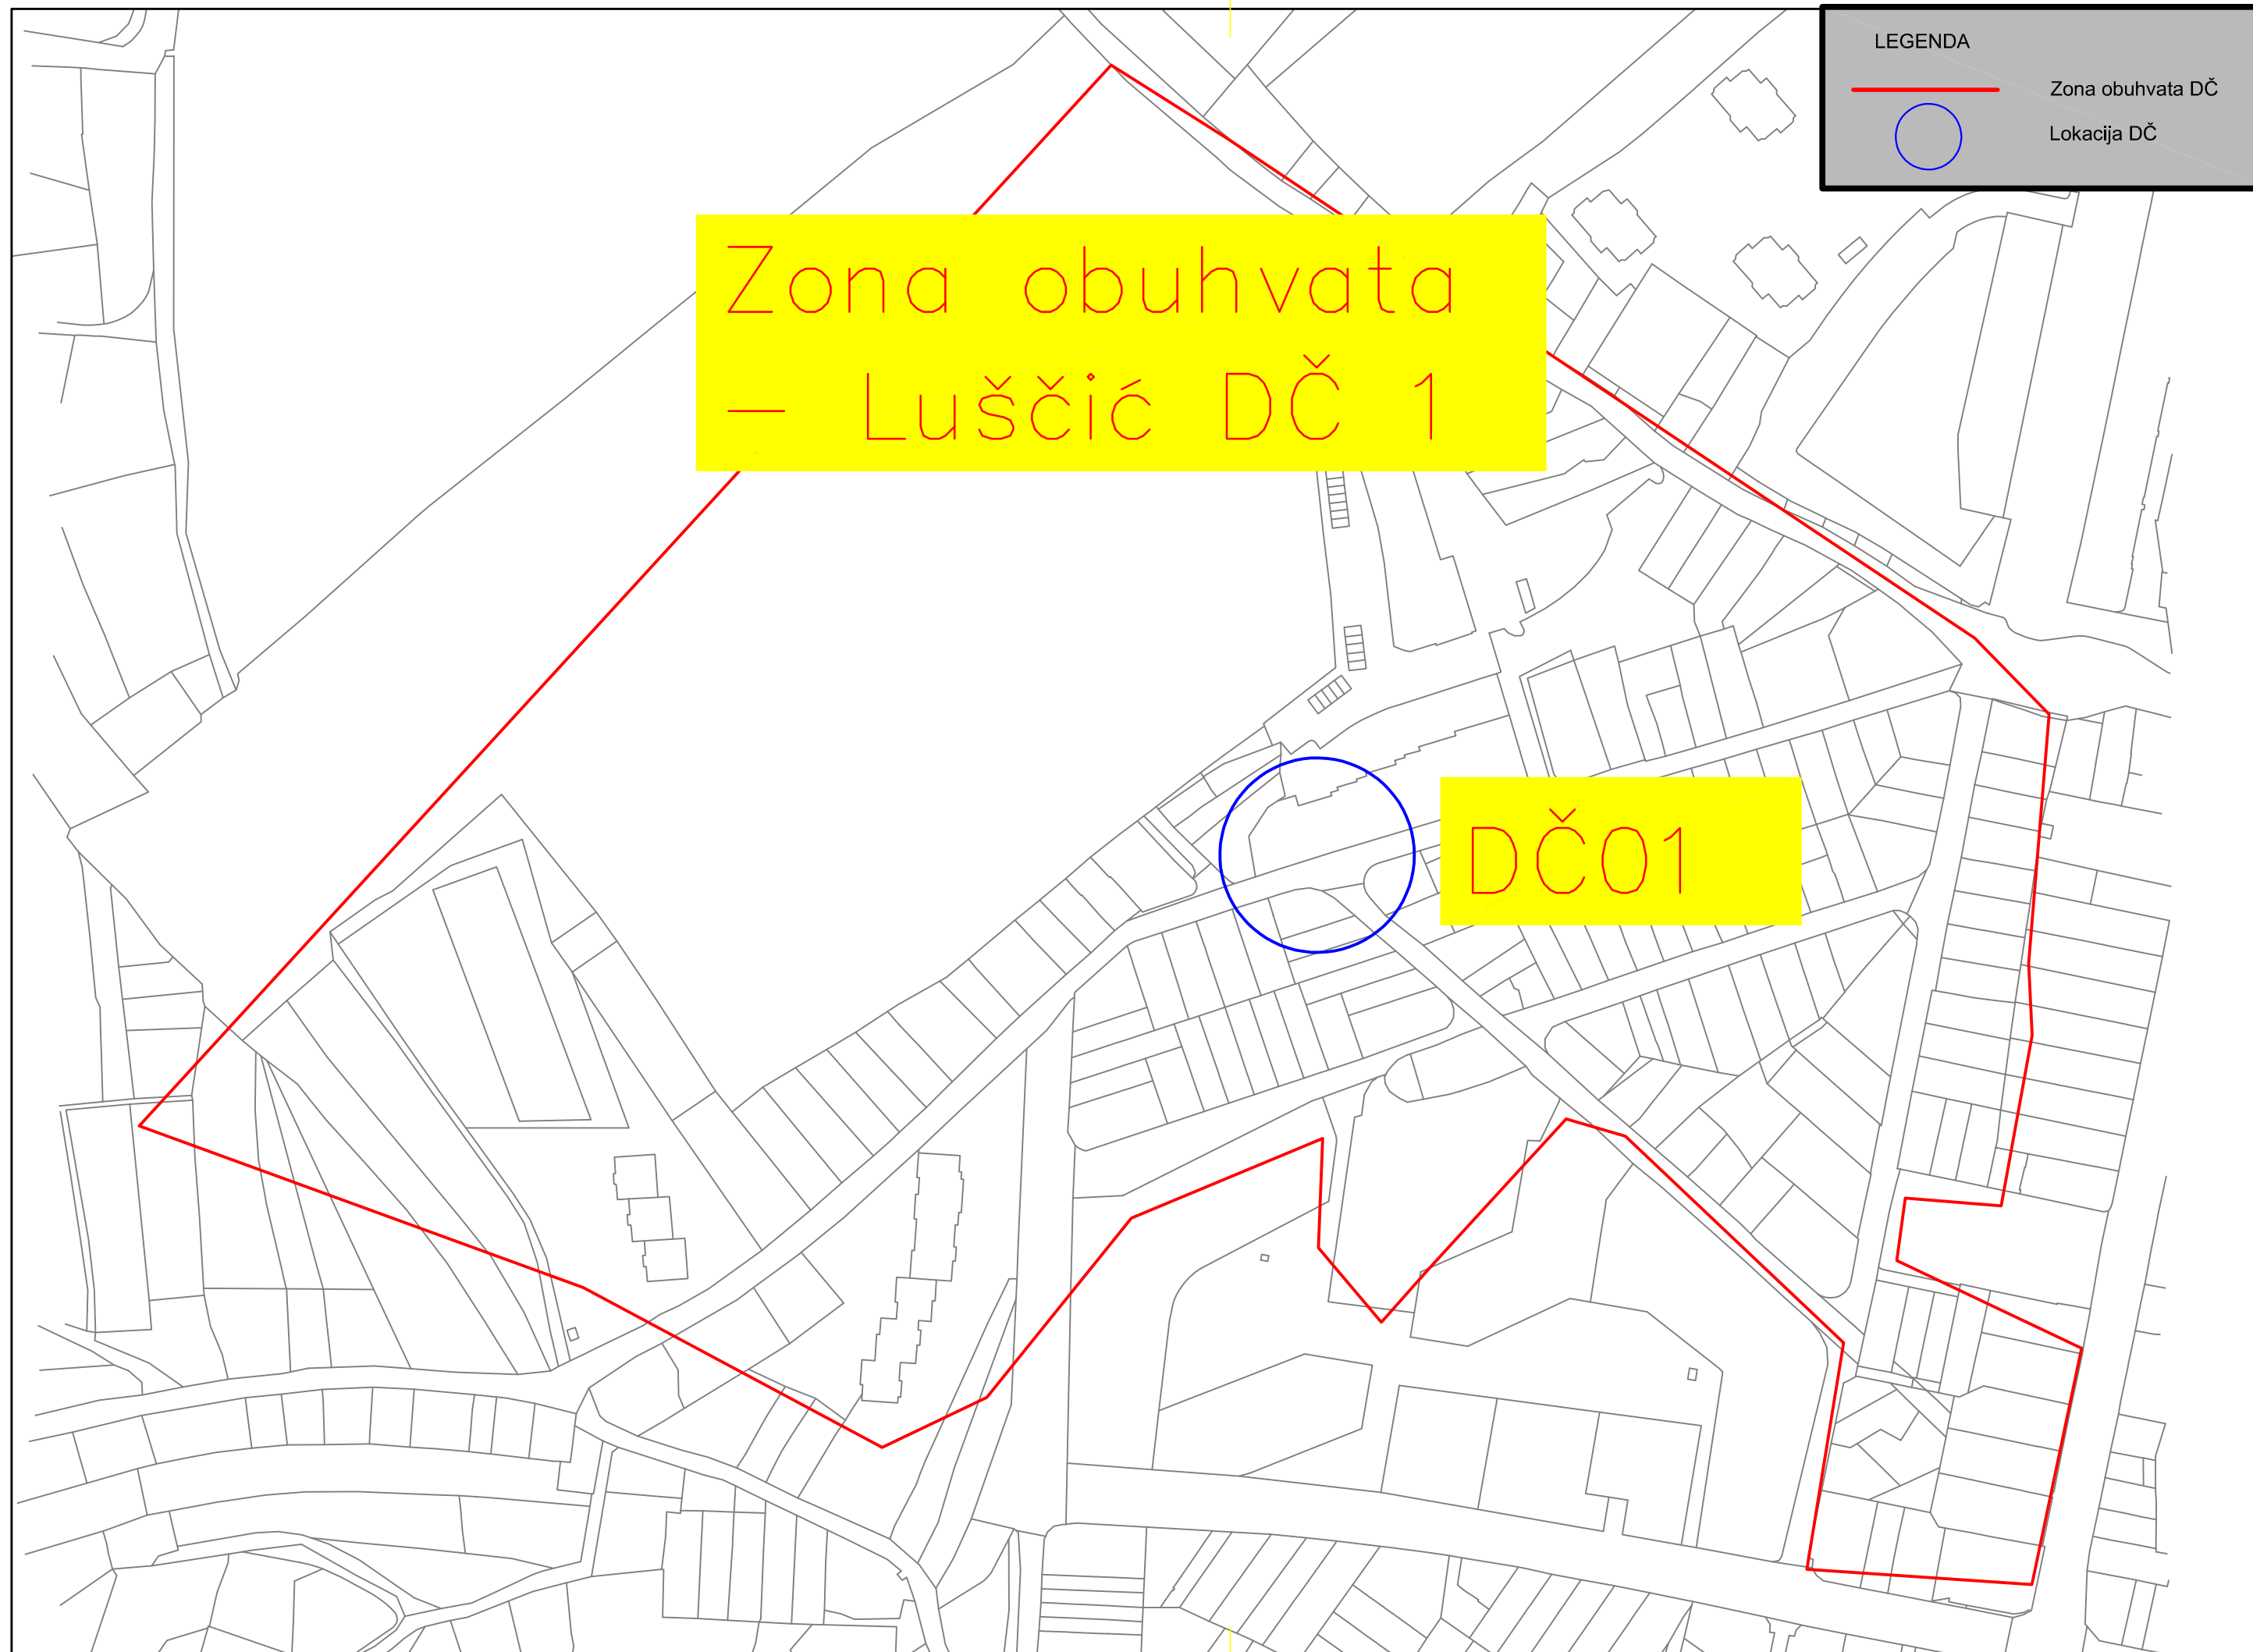 LEGENDA
Zona obuhvata DČ
Lokacija DČ
Zona obuhvata
– Luščić DČ 1
DČ01